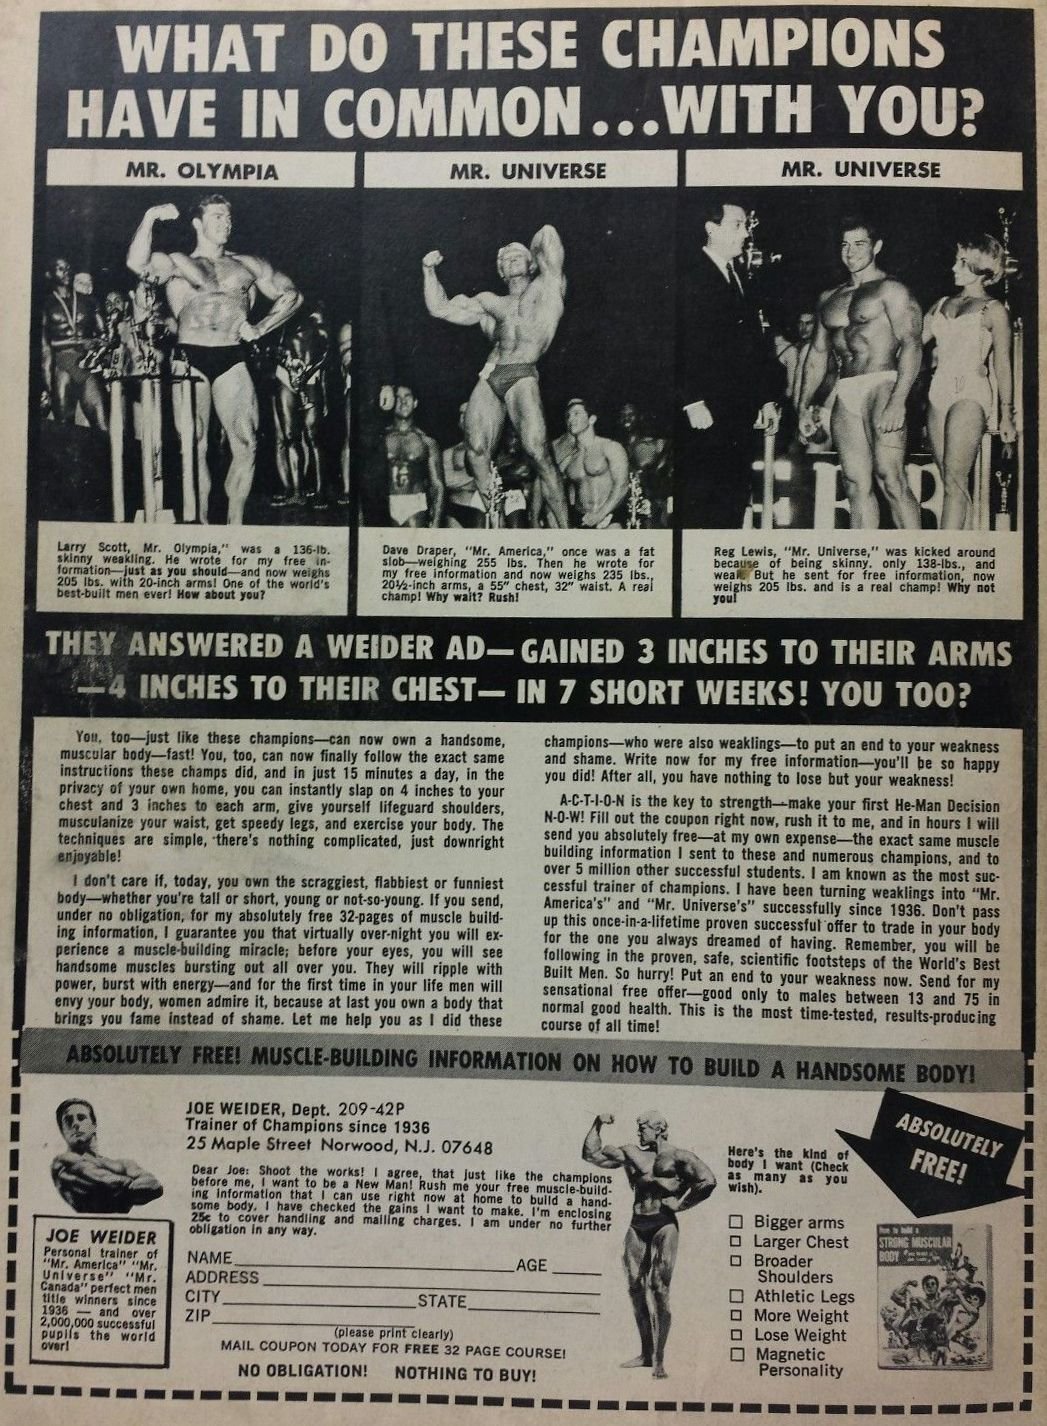 WHAT DO THESE CHAMPIONS
HAVE IN COMMON...WITH YOU?
MR. OLYMPIA
MR. UNIVERSE
MR. UNIVERSE
Larry Scott, Mr. Olympia," was a 136-lb.
skinny weakling. He wrote for my free in-
formation—just as you should—and now weighs
205 lbs. with 20-inch arms! One of the world's
best-built men ever! How about you?
Dave Draper, "Mr. America," once was a fat
slob—weighing 255 lbs. Then he wrote for
my free information and now weighs 235 lbs.,
20½-inch arms, a 55" chest, 32" waist. A real
champ! Why wait? Rush!
Reg Lewis, "Mr. Universe," was kicked around
because of being skinny. only 138-lbs., and
weak. But he sent for free information, now
weighs 205 lbs. and is a real champ! Why not
you!
THEY ANSWERED A WEIDER AD—GAINED 3 INCHES TO THEIR ARMS
—4 INCHES TO THEIR CHEST—IN 7 SHORT WEEKS! YOU TOO?
You, too—just like these champions—can now own a handsome,
muscular body—fast! You, too, can now finally follow the exact same
instructions these champs did, and in just 15 minutes a day, in the
privacy of your own home, you can instantly slap on 4 inches to your
chest and 3 inches to each arm, give yourself lifeguard shoulders,
muscularize your waist, get speedy legs, and exercise your body. The
techniques are simple, there's nothing complicated, just downright
enjoyable!
I don't care if, today, you own the scraggiest, flabbiest or funniest
body—whether you're tall or short, young or not-so-young. If you send,
under no obligation, for my absolutely free 32-pages of muscle build-
ing information, I guarantee you that virtually over-night you will ex-
perience a muscle-building miracle; before your eyes, you will see
handsome muscles bursting out all over you. They will ripple with
power, burst with energy—and for the first time in your life men will
envy your body, women admire it, because at last you own a body that
brings you fame instead of shame. Let me help you as I did these
champions—who were also weaklings—to put an end to your weakness
and shame. Write now for my free information—you'll be so happy
you did! After all, you have nothing to lose but your weakness!
A-C-T-I-O-N is the key to strength—make your first He-Man Decision
N-O-W! Fill out the coupon right now, rush it to me, and in hours I will
send you absolutely free—at my own expense—the exact same muscle
building information I sent to these and numerous champions, and to
over 5 million other successful students. I am known as the most suc-
cessful trainer of champions. I have been turning weaklings into "Mr.
America's" and "Mr. Universe's" successfully since 1936. Don't pass
up this once-in-a-lifetime proven successful offer to trade in your body
for the one you always dreamed of having. Remember, you will be
following in the proven, safe, scientific footsteps of the World's Best
Built Men. So hurry! Put an end to your weakness now. Send for my
sensational free offer—good only to males between 13 and 75 in
normal good health. This is the most time-tested, results-producing
course of all time!
ABSOLUTELY FREE! MUSCLE-BUILDING INFORMATION ON HOW TO BUILD A HANDSOME BODY!
JOE WEIDER
Personal trainer of
"Mr. America" "Mr.
Universe" "Mr.
Canada" perfect men
title winners since
1936 — and over
2,000,000 successful
pupils the world
over!
JOE WEIDER, Dept. 209-42P
Trainer of Champions since 1936
25 Maple Street Norwood, N.J. 07648
Dear Joe: Shoot the works! I agree, that just like the champions
before me, I want to be a New Man! Rush me your free muscle-build-
ing information that I can use right now at home to build a hand-
some body. I have checked the gains I want to make. I'm enclosing
25¢ to cover handling and mailing charges. I am under no further
obligation in any way.
NAME AGE
ADDRESS
CITY STATE
ZIP
(please print clearly)
MAIL COUPON TODAY FOR FREE 32 PAGE COURSE!
NO OBLIGATION! NOTHING TO BUY!
Here's the kind of
body I want (Check
as many as you
wish).
Bigger arms
Larger Chest
Broader
Shoulders
Athletic Legs
More Weight
Lose Weight
Magnetic
Personality
ABSOLUTELY
FREE!
How to build a
STRONG MUSCULAR
BODY